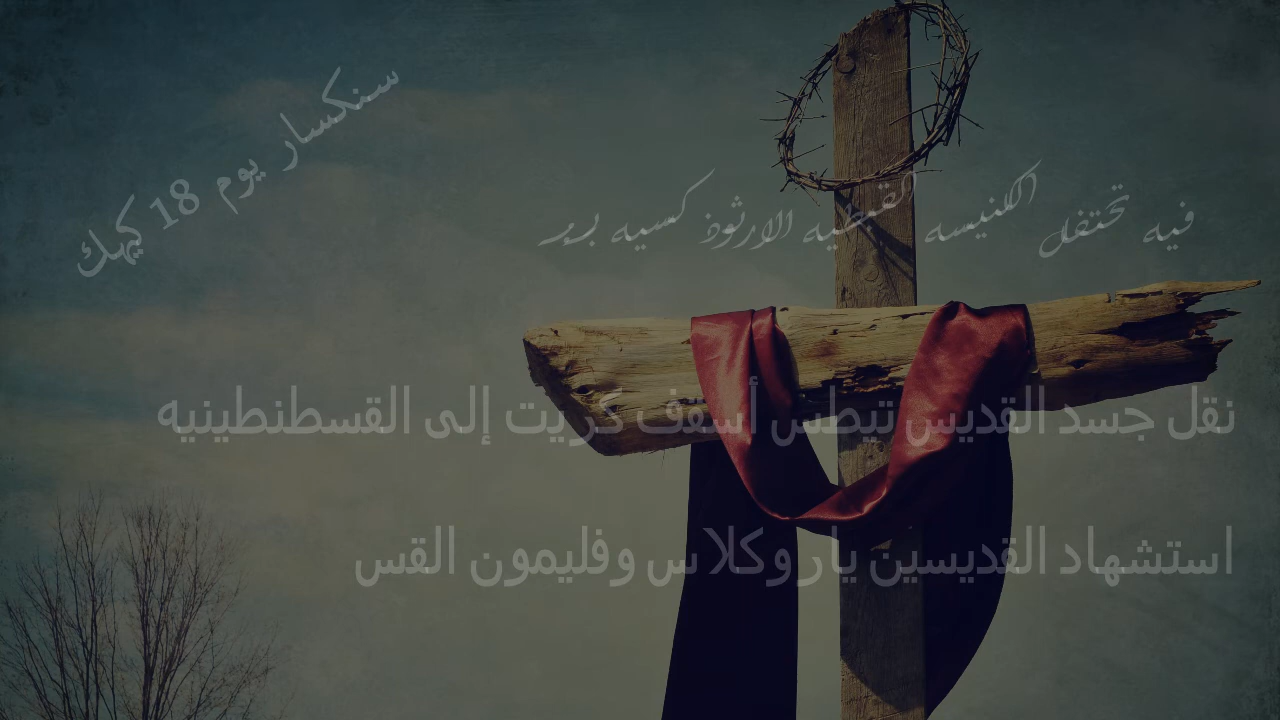 سنكسار يوم 18 كيهك
فيه تحتفل الكنيسه القبطيه الارثوذكسيه
نقل جسد القديس تيطس أسقف كريت إلى القسطنطينيه
استشهاد القديسين ياروكلاس وفليمون القس